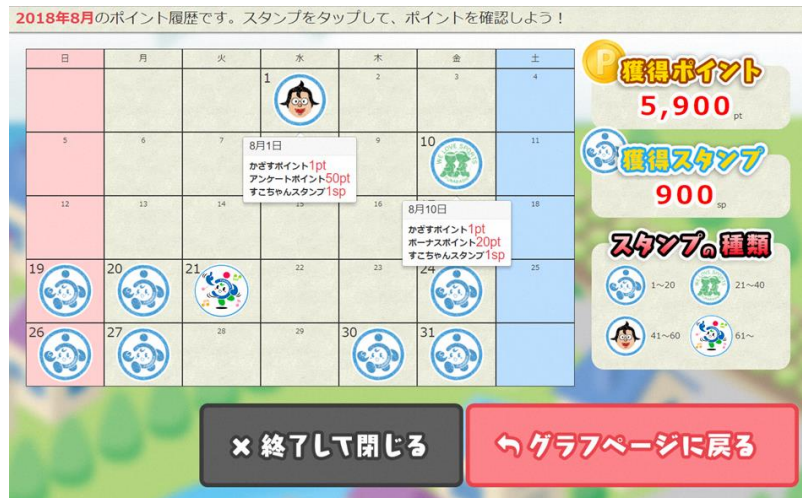 2018年8月のポイント履歴です。スタンプをタップして、ポイントを確認しよう！
日 月 火 水 木 金 土
1 2 3 4
8月1日
かざすポイント1pt
アンケートポイント50pt
すこちゃんスタンプ1sp
5 6 7 9 10 11
8月10日
かざすポイント1pt
ボーナスポイント20pt
すこちゃんスタンプ1sp
12 13 14 15 16 18
19 20 21 22 23 24 25
26 27 28 29 30 31
P
獲得ポイント
5,900 pt
獲得スタンプ
900 sp
スタンプの種類
1～20
21～40
41～60
61～
×終了して閉じる
グラフページに戻る